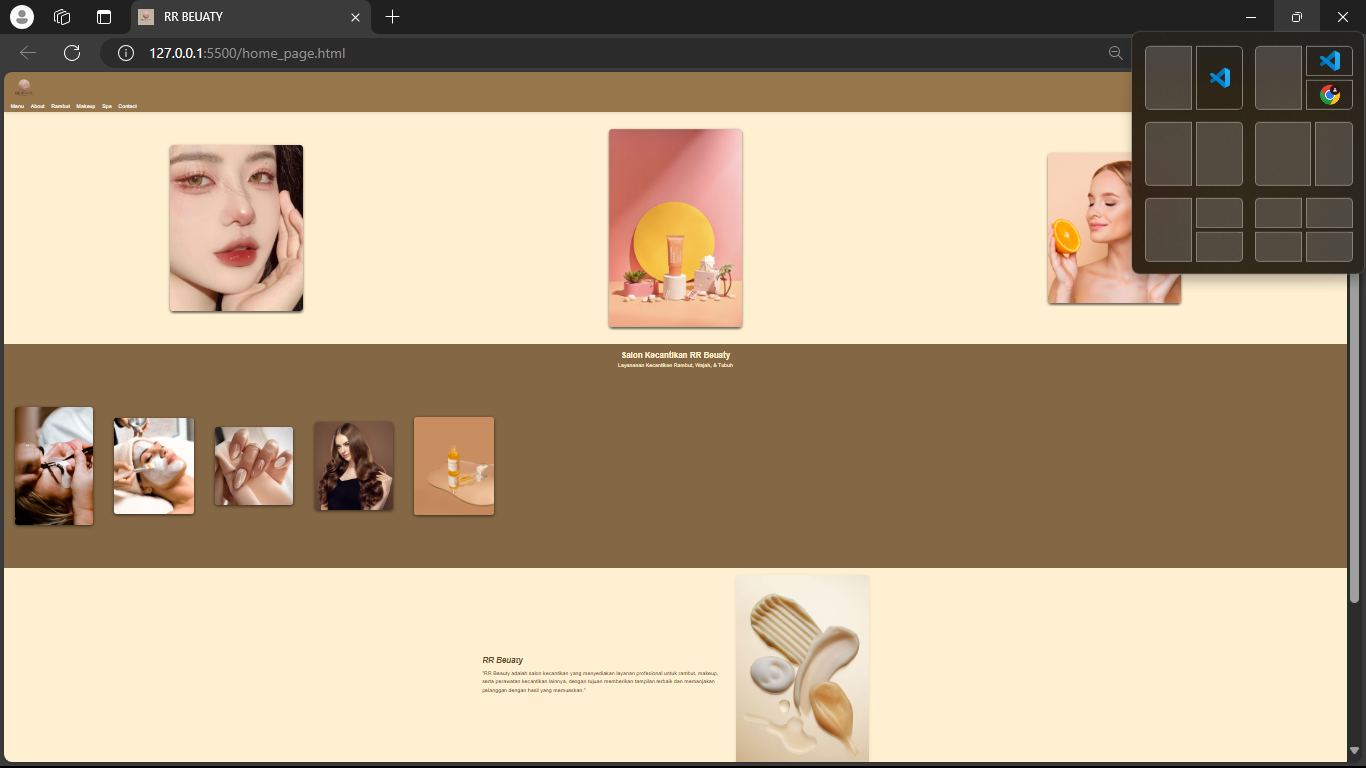 RR BEUATY
127.0.0.1:5500/home_page.html
Menu About Rambut Makeup Spa Contact
Salon Kecantikan RR Beuaty
Layananan Kecantikan Rambut, Wajah, & Tubuh
RR Beuaty
"RR Beauty adalah salon kecantikan yang menyediakan layanan profesional untuk rambut, makeup,
serta perawatan kecantikan lainnya, dengan tujuan memberikan tampilan terbaik dan memanjakan
pelanggan dengan hasil yang memuaskan."